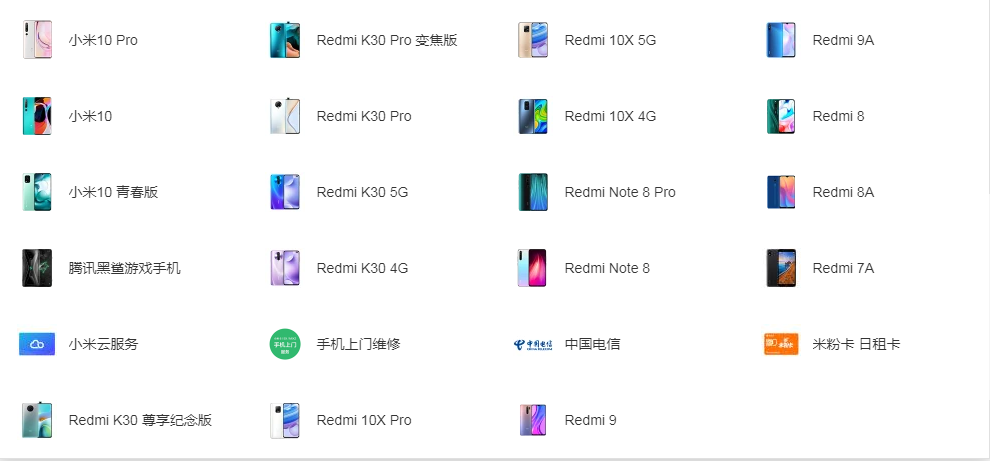 小米10 Pro
Redmi K30 Pro 变焦版
Redmi 10X 5G
Redmi 9A
小米10
Redmi K30 Pro
Redmi 10X 4G
Redmi 8
小米10 青春版
Redmi K30 5G
Redmi Note 8 Pro
Redmi 8A
腾讯黑鲨游戏手机
Redmi K30 4G
Redmi Note 8
Redmi 7A
小米云服务
手机上门
手机上门维修
中国电信
中国电信
米粉卡 日租卡
Redmi K30 尊享纪念版
Redmi 10X Pro
Redmi 9